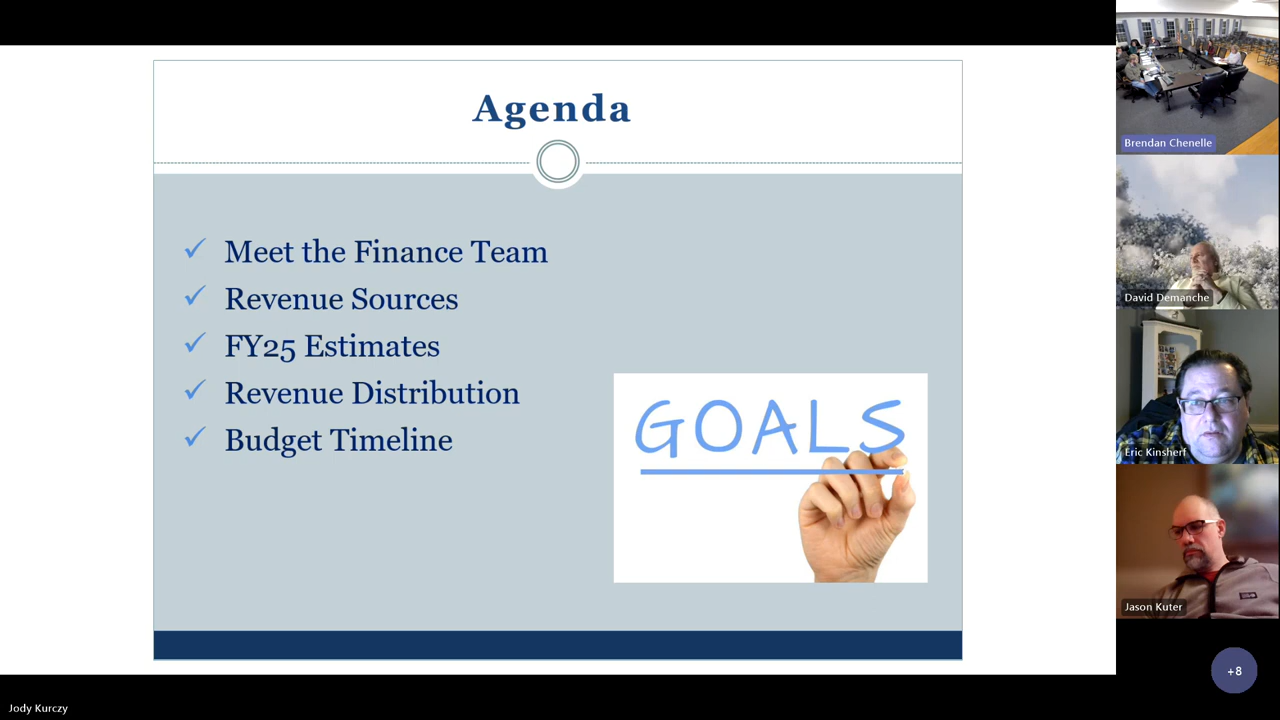 Agenda
Meet the Finance Team
Revenue Sources
FY25 Estimates
Revenue Distribution
Budget Timeline
GOALS
Brendan Chenelle
David Demanche
Eric Kinsherf
Jason Kuter
+8
Jody Kurczy